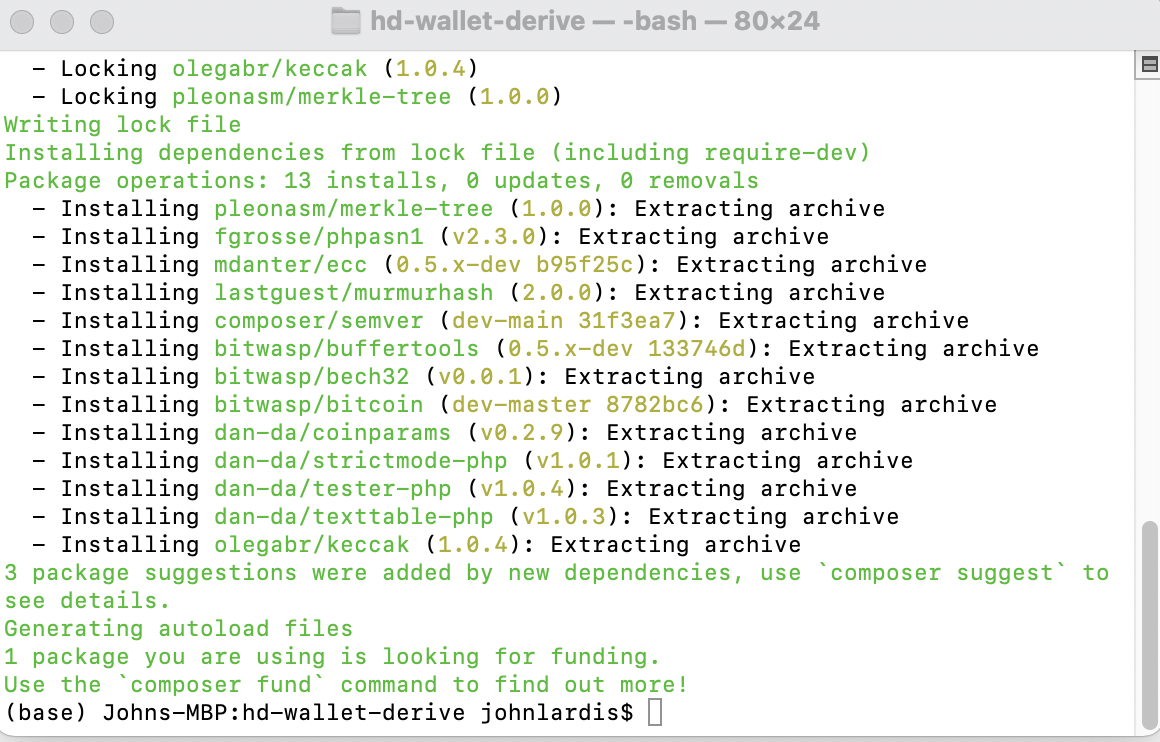 hd-wallet-derive — -bash — 80×24
- Locking olegabr/keccak (1.0.4)
- Locking pleonasm/merkle-tree (1.0.0)
Writing lock file
Installing dependencies from lock file (including require-dev)
Package operations: 13 installs, 0 updates, 0 removals
- Installing pleonasm/merkle-tree (1.0.0): Extracting archive
- Installing fgrosse/phpasn1 (v2.3.0): Extracting archive
- Installing mdanter/ecc (0.5.x-dev b95f25c): Extracting archive
- Installing lastguest/murmurhash (2.0.0): Extracting archive
- Installing composer/semver (dev-main 31f3ea7): Extracting archive
- Installing bitwasp/buffertools (0.5.x-dev 133746d): Extracting archive
- Installing bitwasp/bech32 (v0.0.1): Extracting archive
- Installing bitwasp/bitcoin (dev-master 8782bc6): Extracting archive
- Installing dan-da/coinparams (v0.2.9): Extracting archive
- Installing dan-da/strictmode-php (v1.0.1): Extracting archive
- Installing dan-da/tester-php (v1.0.4): Extracting archive
- Installing dan-da/texttable-php (v1.0.3): Extracting archive
- Installing olegabr/keccak (1.0.4): Extracting archive
3 package suggestions were added by new dependencies, use `composer suggest` to
see details.
Generating autoload files
1 package you are using is looking for funding.
Use the `composer fund` command to find out more!
(base) Johns-MBP:hd-wallet-derive johnlardis$